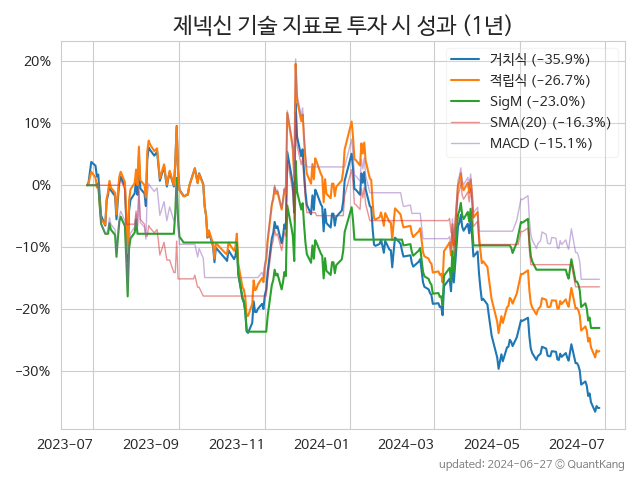 제넥신 기술 지표로 투자 시 성과 (1년)
거치식 (−35.9%)
적립식 (−26.7%)
SigM (−23.0%)
SMA(20) (−16.3%)
MACD (−15.1%)
20%
10%
0%
−10%
−20%
−30%
2023-07 2023-09 2023-11 2024-01 2024-03 2024-05 2024-07
updated: 2024-06-27 © QuantKang